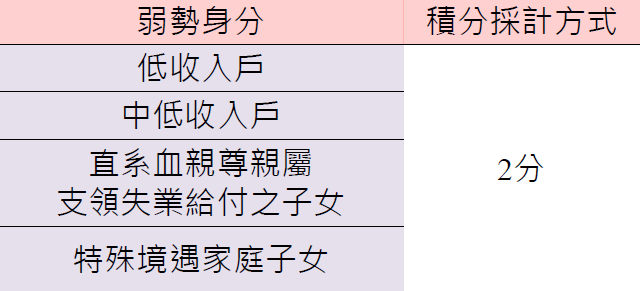 弱勢身分 積分採計方式
低收入戶
中低收入戶
直系血親尊親屬
支領失業給付之子女
2分
特殊境遇家庭子女